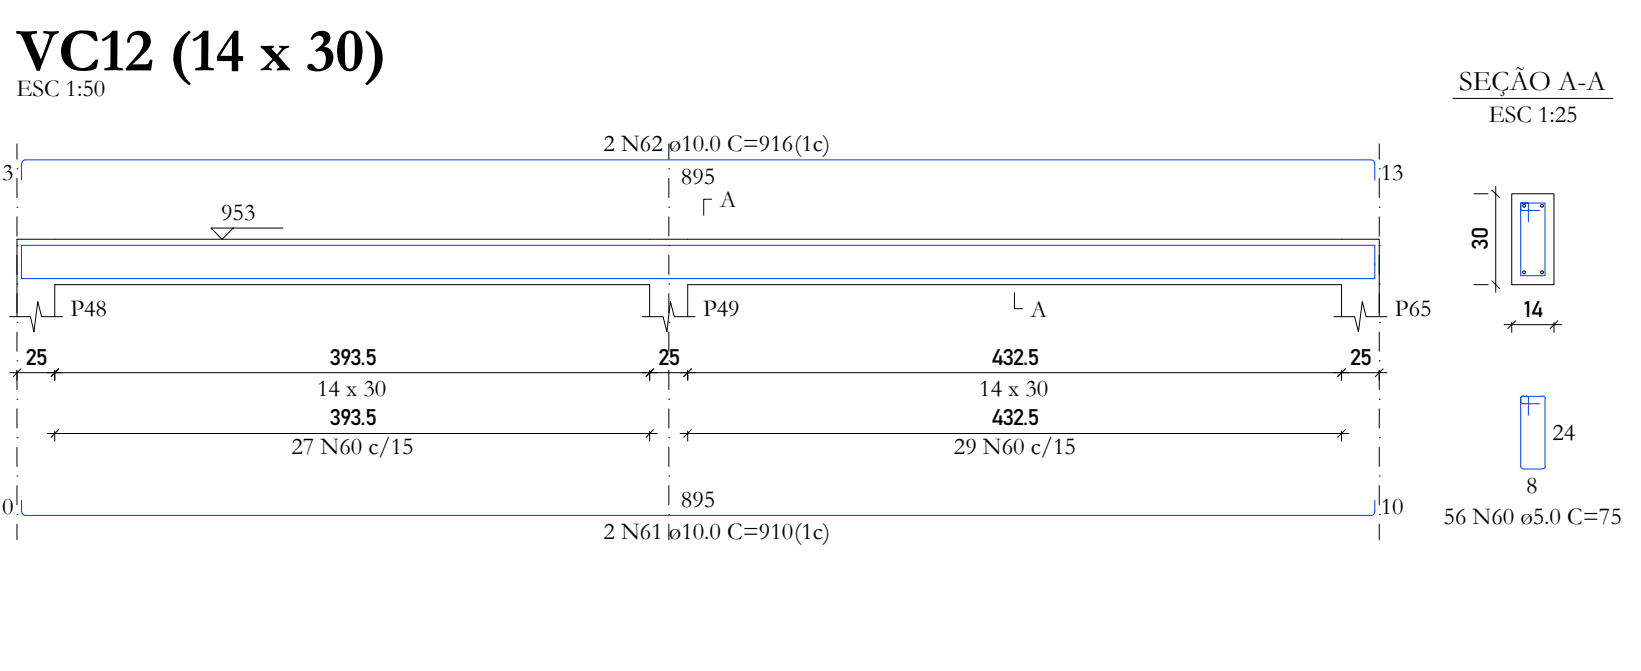 VC12 (14 x 30)
ESC 1:50
SEÇÃO A-A
ESC 1:25
2 N62 ø10.0 C=916(1c)
3
895
13
A
953
30
P48
P49
A
P65
14
25
393.5
25
432.5
25
14 x 30
14 x 30
393.5
432.5
27 N60 c/15
29 N60 c/15
24
8
0
895
10
56 N60 ø5.0 C=75
2 N61 ø10.0 C=910(1c)